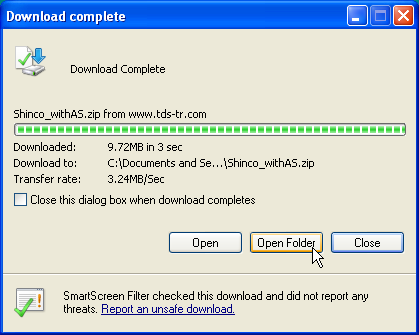 Download complete
Download Complete
Shinco_withAS.zip from www.tds-tr.com
Downloaded: 9.72MB in 3 sec
Download to: C:\Documents and Se...\Shinco_withAS.zip
Transfer rate: 3.24MB/Sec
Close this dialog box when download completes
Open Open Folder Close
SmartScreen Filter checked this download and did not report any
threats. Report an unsafe download.